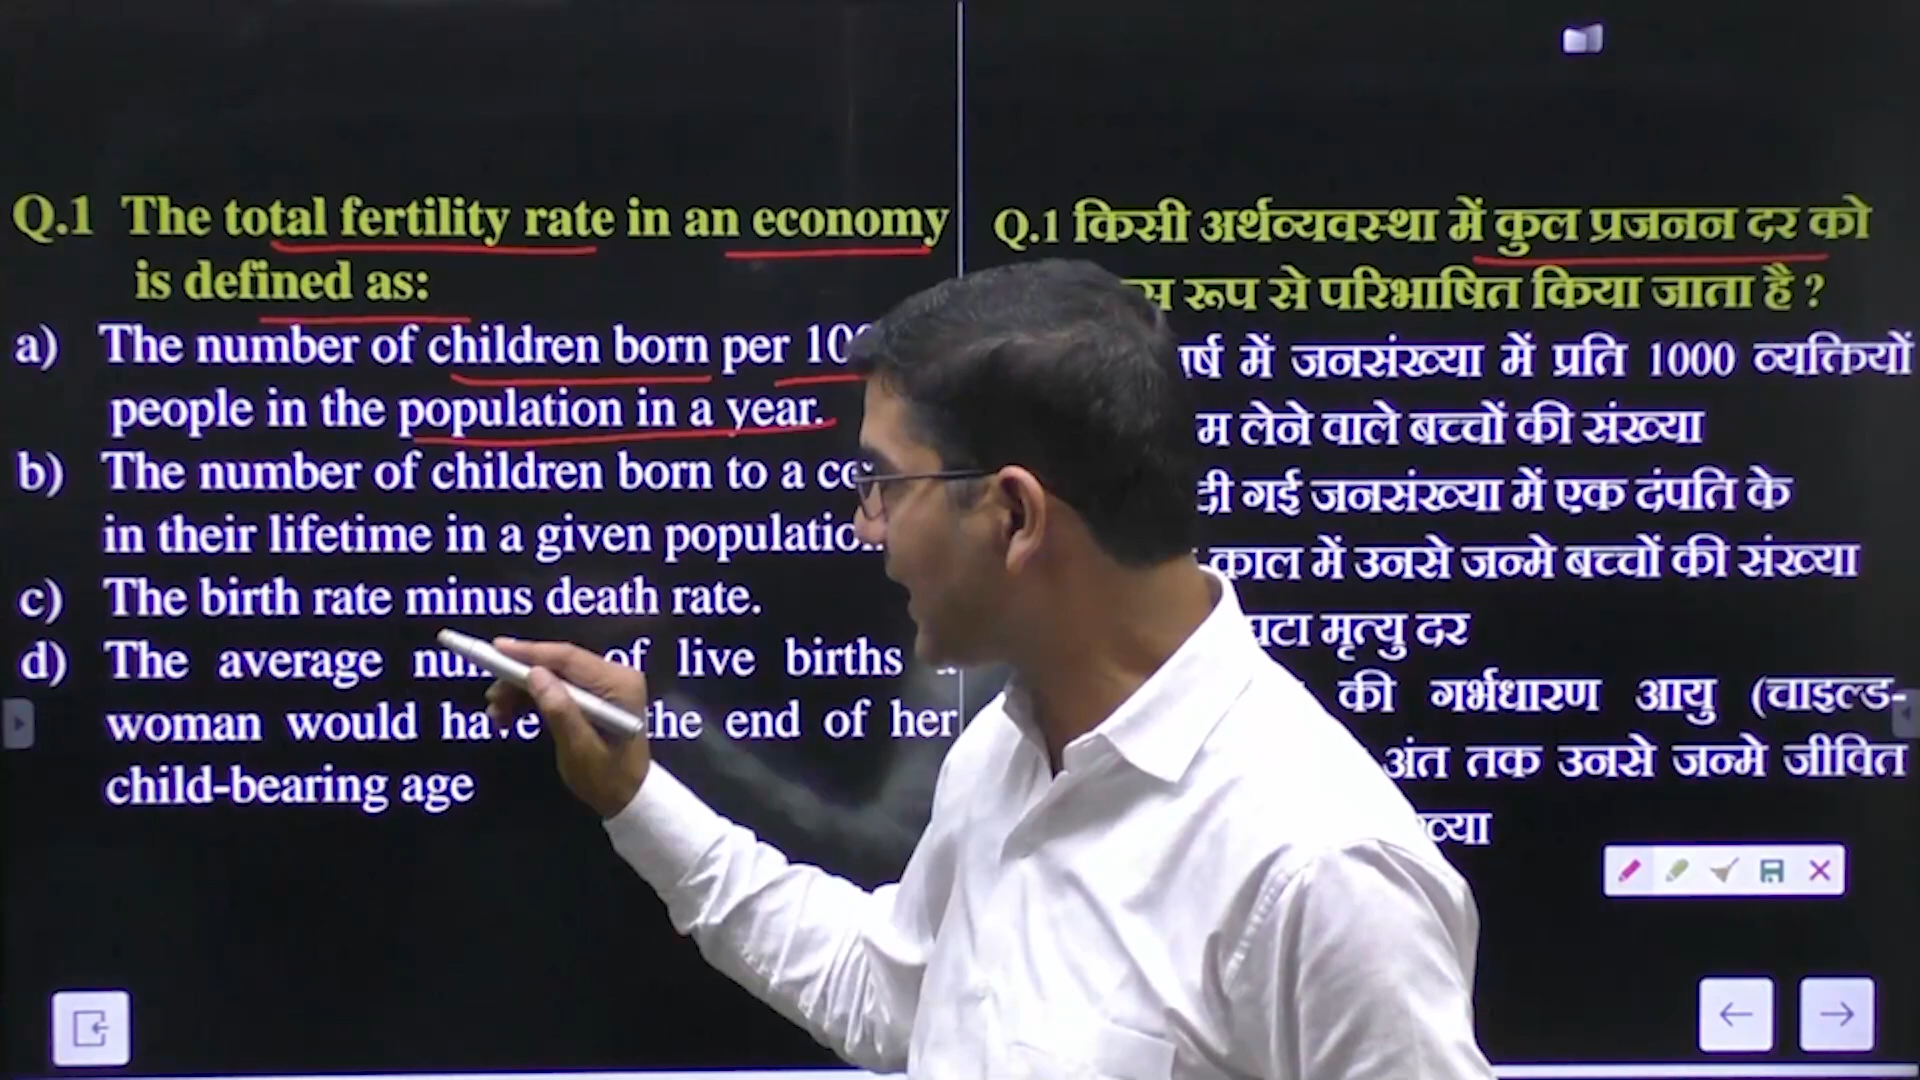 Q.1 The total fertility rate in an economy
is defined as:
a) The number of children born per
people in the population in a year.
b) The number of children born to a
in their lifetime in a given
c) The birth rate minus death rate.
d) The average of live births
woman would the end of her
child-bearing age
Q.1 किसी अर्थव्यवस्था में कुल प्रजनन दर को
रूप से परिभाषित किया जाता है ?
में जनसंख्या में प्रति 1000 व्यक्तियों
लेने वाले बच्चों की संख्या
गई जनसंख्या में एक दंपति के
काल में उनसे जन्मे बच्चों की संख्या
मृत्यु दर
की गर्भधारण आयु (चाइल्ड-
अंत तक उनसे जन्मे जीवित